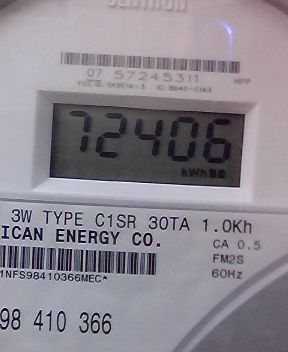 CENTRON
07 57245311
72406
kWh
3W TYPE C1SR 30TA 1.0Kh
ICAN ENERGY CO.
CA 0.5
FM2S
60Hz
1NFS98410366MEC*
98 410 366